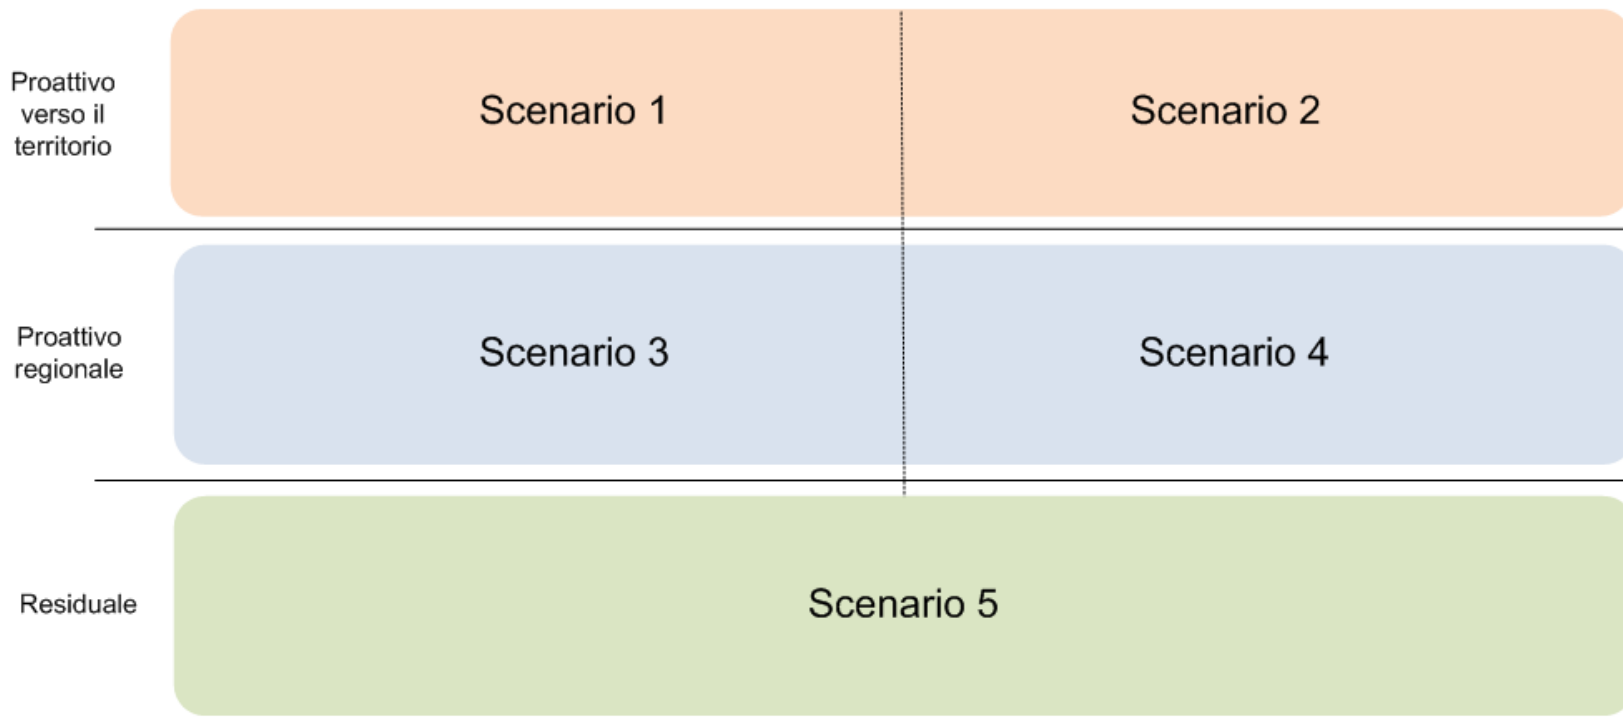 Proattivo
verso il
territorio
Scenario 1
Scenario 2
Proattivo
regionale
Scenario 3
Scenario 4
Residuale
Scenario 5